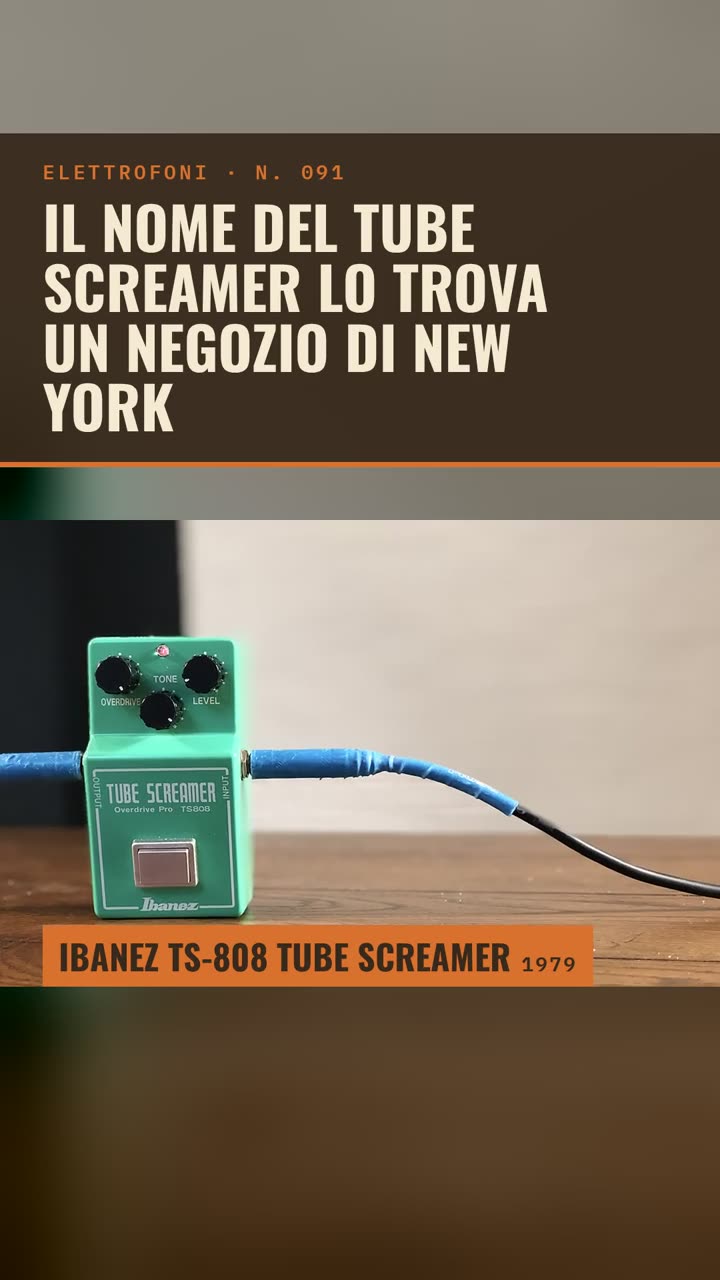 ELETTROFONI · N. 091
IL NOME DEL TUBE
SCREAMER LO TROVA
UN NEGOZIO DI NEW
YORK
TONE
OVERDRIVE
LEVEL
OUTPUT
INPUT
TUBE SCREAMER
Overdrive Pro TS808
Ibanez
IBANEZ TS-808 TUBE SCREAMER 1979